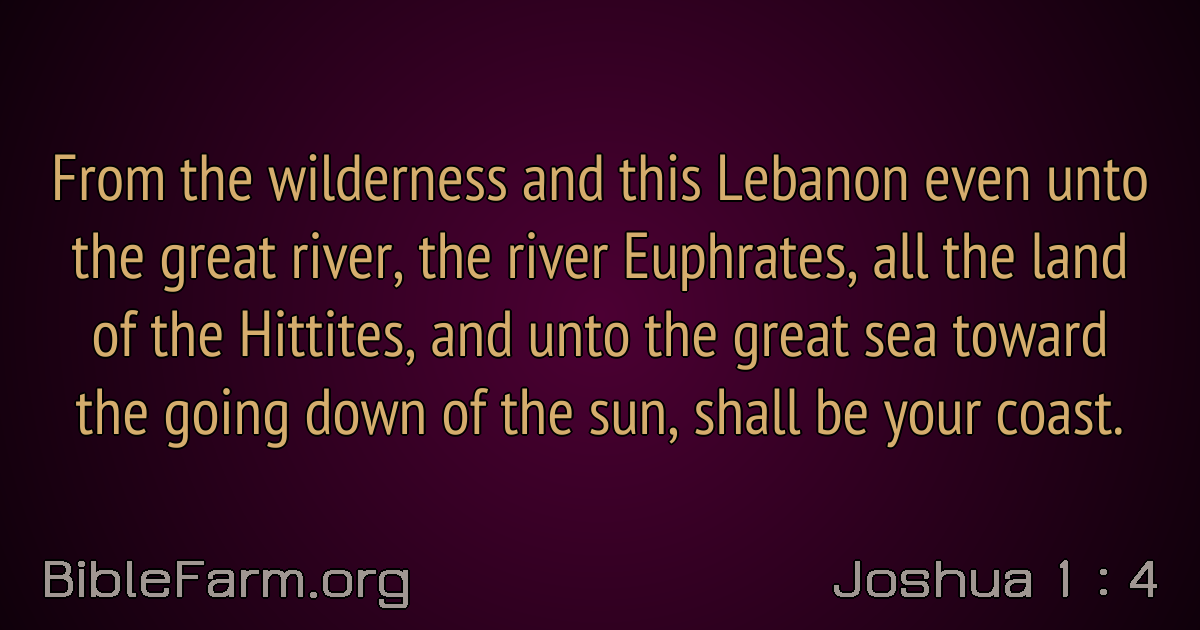 From the wilderness and this Lebanon even unto
the great river, the river Euphrates, all the land
of the Hittites, and unto the great sea toward
the going down of the sun, shall be your coast.
BibleFarm.org
Joshua 1 : 4